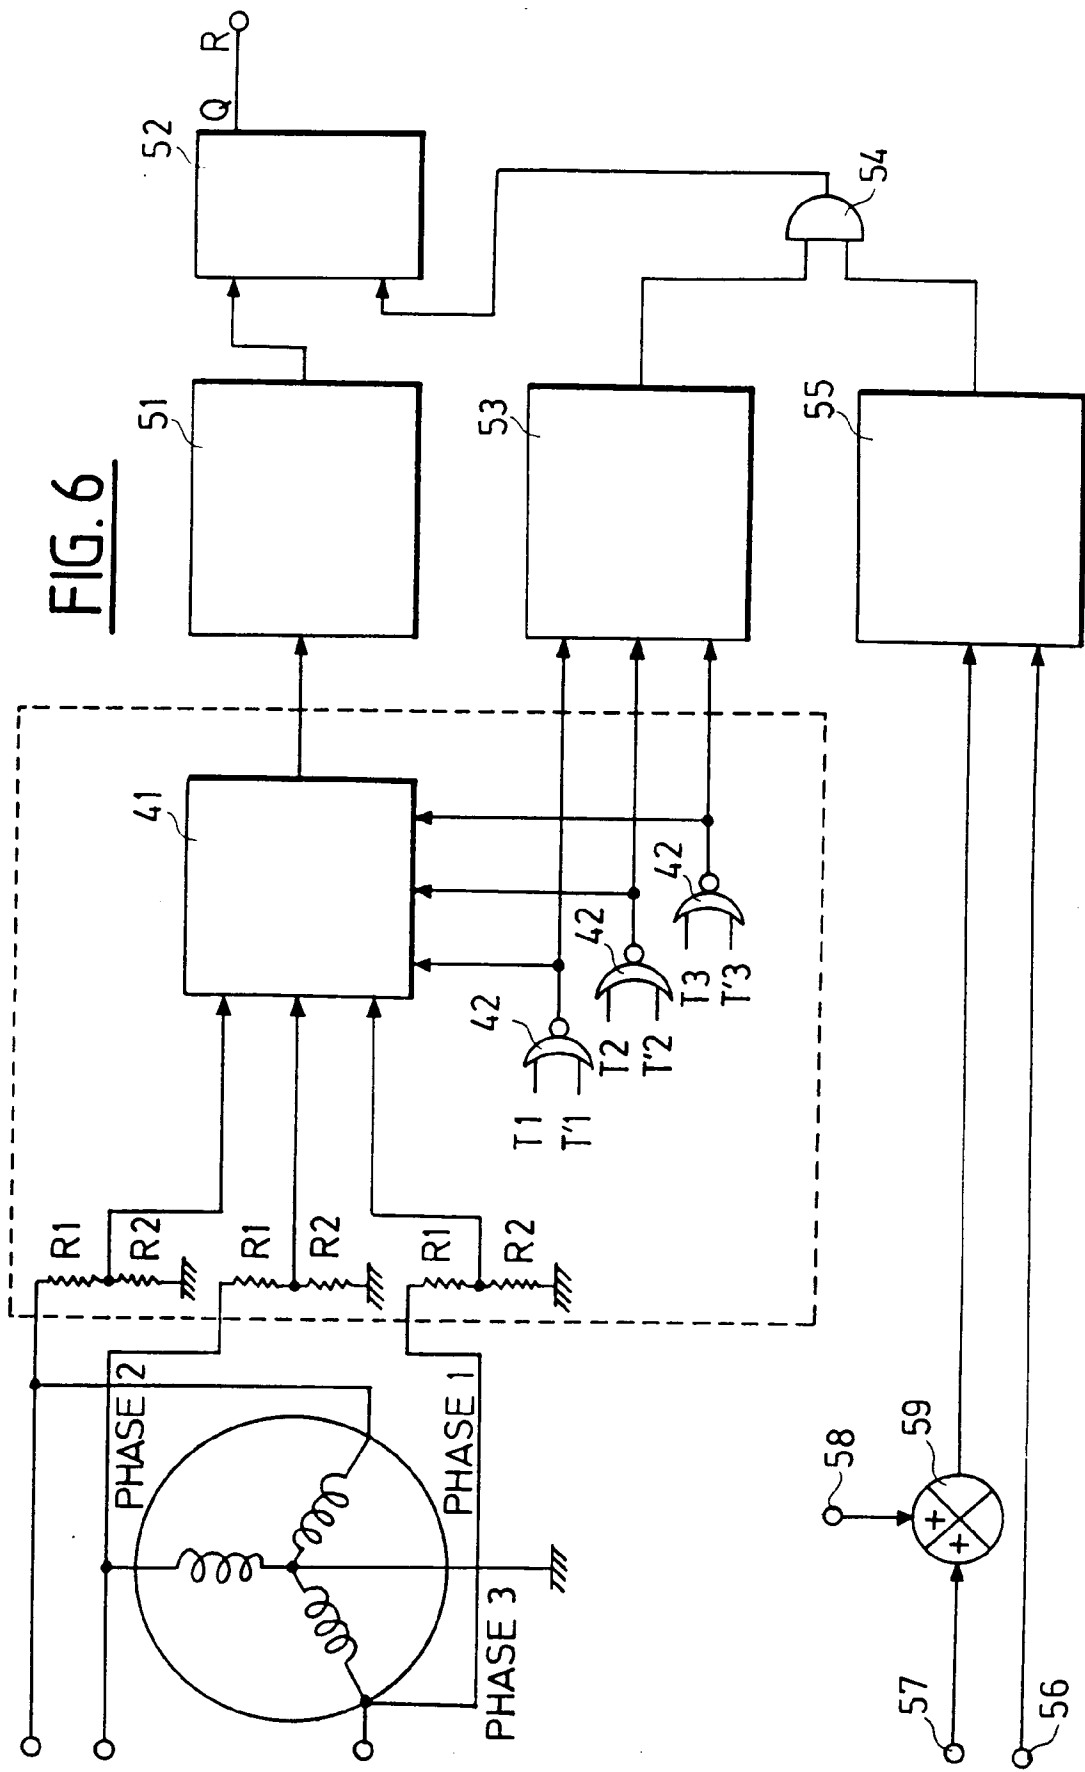 FIG. 6
R1
R2
R1
R2
R1
R2
PHASE 2
PHASE 1
PHASE 3
41
42
42
42
T1
T'1
T2
T'2
T3
T'3
51
52
Q
R
53
54
55
56
57
58
59
+
+